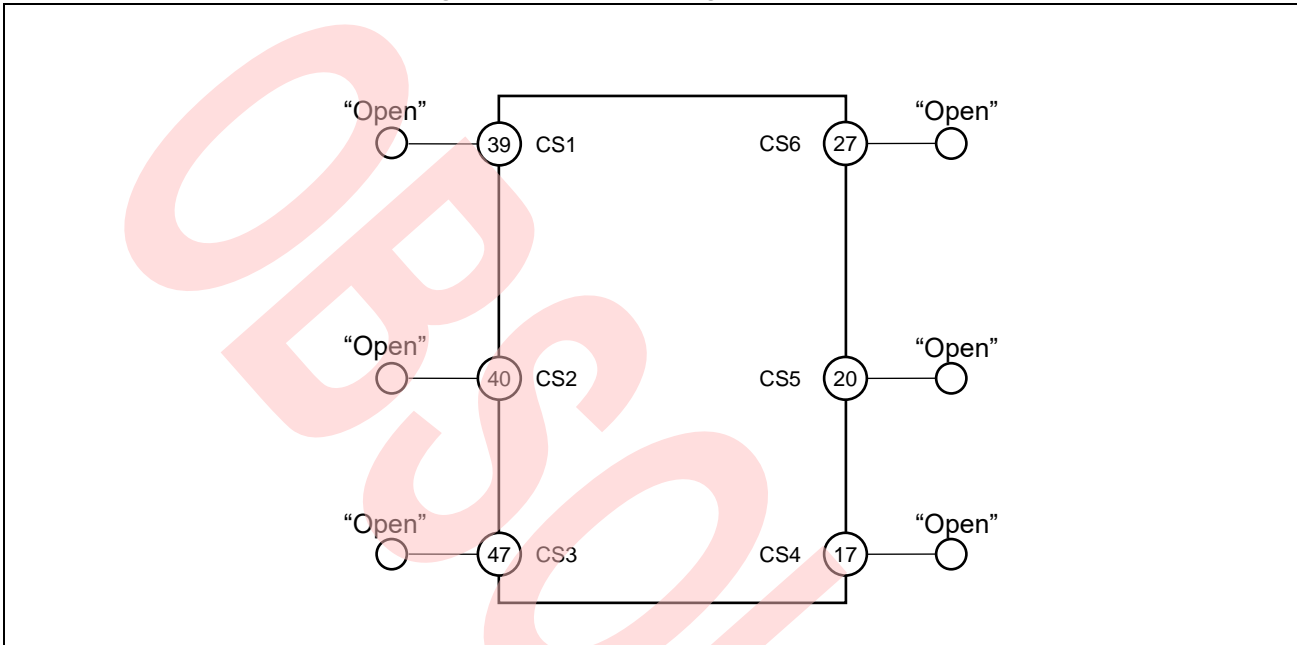 “Open”
“Open”
39 CS1
CS6 27
“Open”
“Open”
40 CS2
CS5 20
“Open”
“Open”
47 CS3
CS4 17
OBSOL